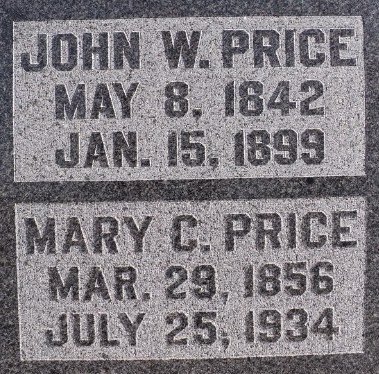 JOHN W. PRICE
MAY 8, 1842
JAN. 15, 1899
MARY C. PRICE
MAR. 29, 1856
JULY 25, 1934